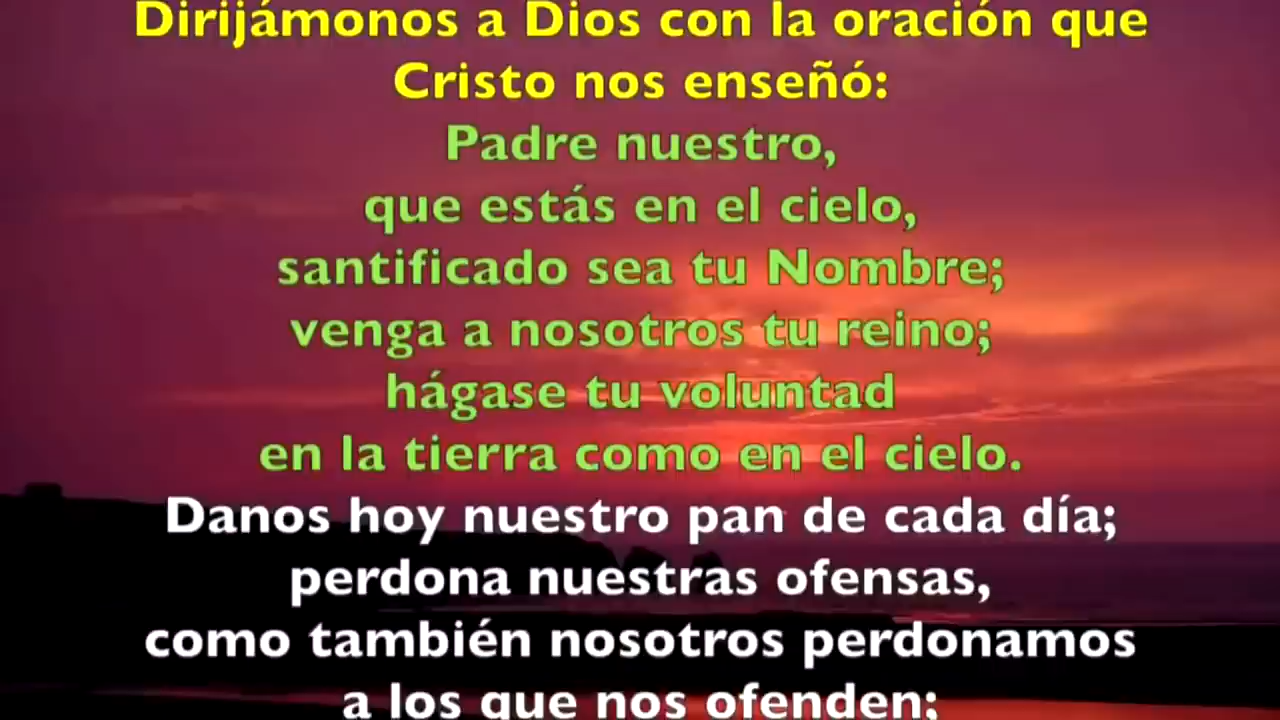 Dirijámonos a Dios con la oración que
Cristo nos enseñó:
Padre nuestro,
que estás en el cielo,
santificado sea tu Nombre;
venga a nosotros tu reino;
hágase tu voluntad
en la tierra como en el cielo.
Danos hoy nuestro pan de cada día;
perdona nuestras ofensas,
como también nosotros perdonamos
a los que nos ofenden;